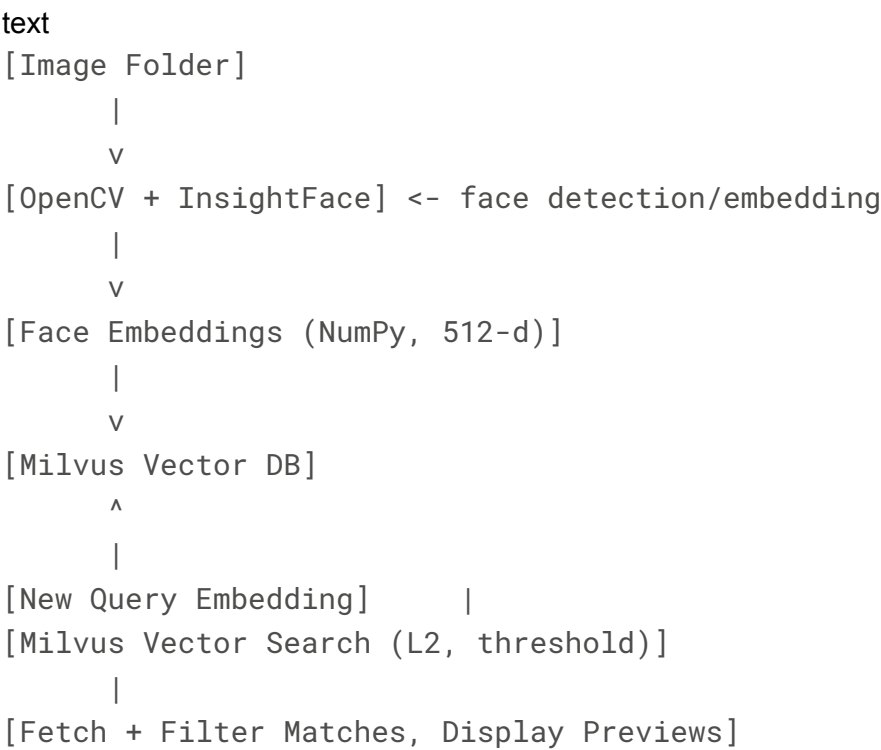 text
[Image Folder]
      |
      v
[OpenCV + InsightFace] <- face detection/embedding
      |
      v
[Face Embeddings (NumPy, 512-d)]
      |
      v
[Milvus Vector DB]
      ^
      |
[New Query Embedding]     |
[Milvus Vector Search (L2, threshold)]
      |
[Fetch + Filter Matches, Display Previews]